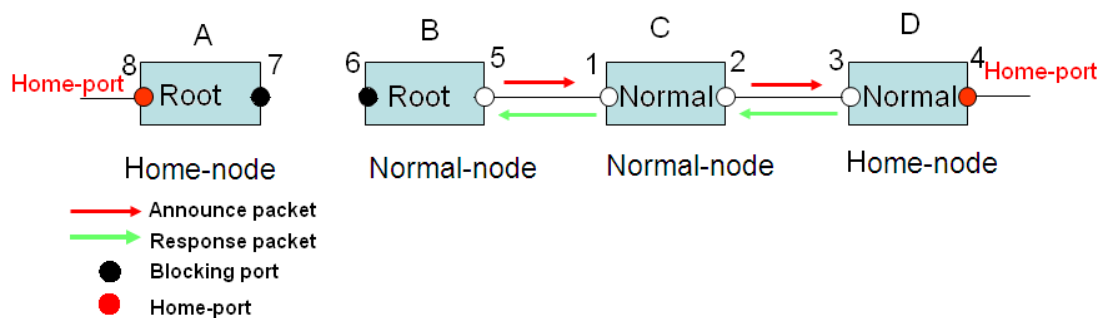 A B C D
8 7 6 5 1 2 3 4
Home-port Root Root Normal Normal Home-port
Home-node Normal-node Normal-node Home-node
Announce packet
Response packet
Blocking port
Home-port